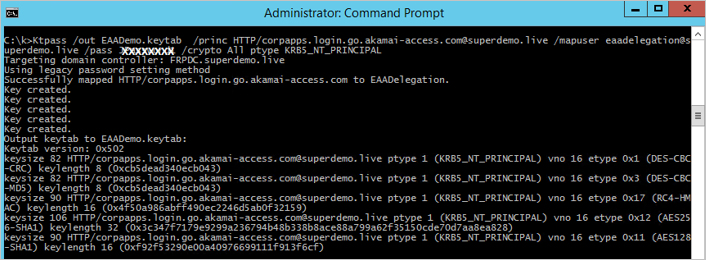 Administrator: Command Prompt
C:\k>Ktpass /out EAADemo.keytab  /princ HTTP/corpapps.login.go.akamai-access.com@superdemo.live /mapuser eaadelegation@s
uperdemo.live /pass XXXXXXXX /crypto All ptype KRB5_NT_PRINCIPAL
Targeting domain controller: FRPDC.superdemo.live
Using legacy password setting method
Successfully mapped HTTP/corpapps.login.go.akamai-access.com to EAADelegation.
Key created.
Key created.
Key created.
Key created.
Key created.
Output keytab to EAADemo.keytab:
Keytab version: 0x502
keysize 82 HTTP/corpapps.login.go.akamai-access.com@superdemo.live ptype 1 (KRB5_NT_PRINCIPAL) vno 16 etype 0x1 (DES-CBC
-CRC) keylength 8 (0xcb5dead340ecb043)
keysize 82 HTTP/corpapps.login.go.akamai-access.com@superdemo.live ptype 1 (KRB5_NT_PRINCIPAL) vno 16 etype 0x3 (DES-CBC
-MD5) keylength 8 (0xcb5dead340ecb043)
keysize 90 HTTP/corpapps.login.go.akamai-access.com@superdemo.live ptype 1 (KRB5_NT_PRINCIPAL) vno 16 etype 0x17 (RC4-HM
AC) keylength 16 (0x4f50a986abff490ec2246d5ab0f32159)
keysize 106 HTTP/corpapps.login.go.akamai-access.com@superdemo.live ptype 1 (KRB5_NT_PRINCIPAL) vno 16 etype 0x12 (AES25
6-SHA1) keylength 32 (0x3c347f7179e9299a236794b48b338b8ace88a799a62f35150cde70d7aa8ea828)
keysize 90 HTTP/corpapps.login.go.akamai-access.com@superdemo.live ptype 1 (KRB5_NT_PRINCIPAL) vno 16 etype 0x11 (AES128
-SHA1) keylength 16 (0xf92f53290e00a40976699111f913f6cf)